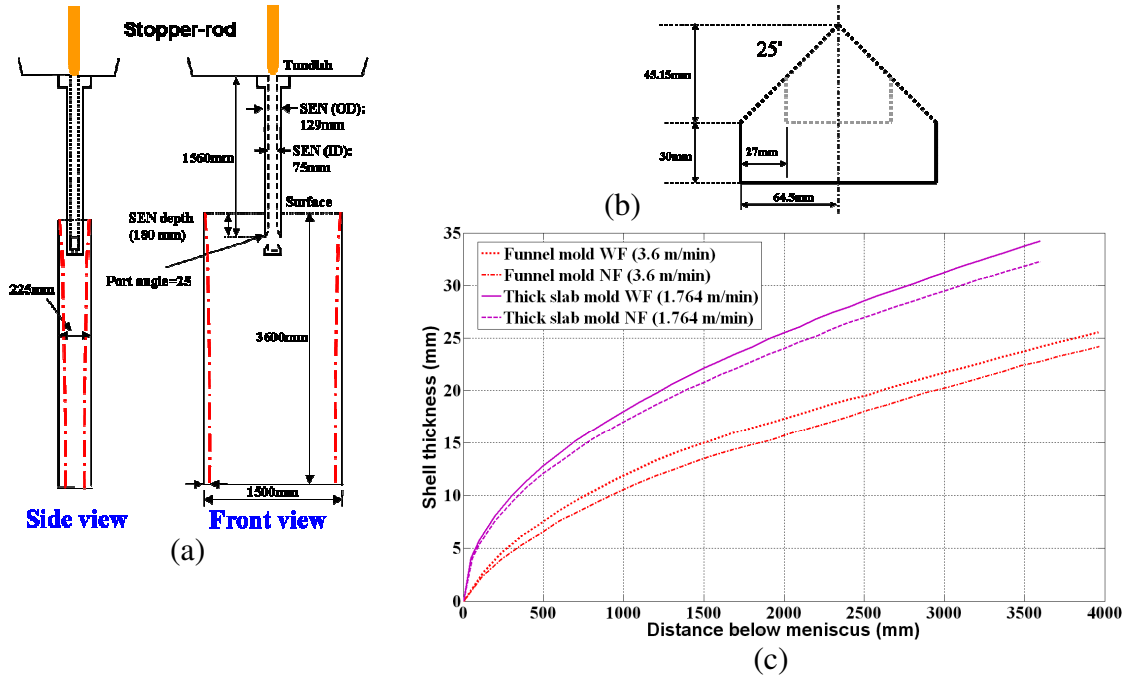 (a)
Stopper-rod
Tundish
SEN (OD):
129mm
1560mm
SEN (ID):
75mm
Surface
SEN depth
(180 mm)
Port angle=25
225mm
3600mm
1500mm
Side view
Front view
(a)
25°
45.15mm
30mm
27mm
64.5mm
(b)
Shell thickness (mm)
35
30
25
20
15
10
5
0
Funnel mold WF (3.6 m/min)
Funnel mold NF (3.6 m/min)
Thick slab mold WF (1.764 m/min)
Thick slab mold NF (1.764 m/min)
0 500 1000 1500 2000 2500 3000 3500 4000
Distance below meniscus (mm)
(c)